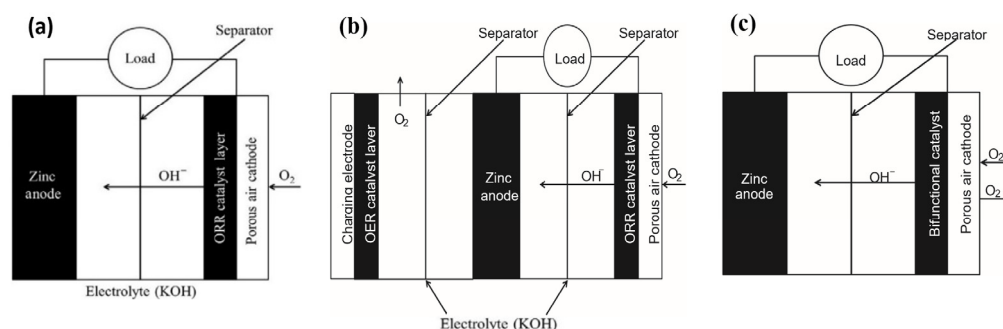 (a)
Load
Separator
Zinc
anode
OH⁻
ORR catalyst layer
Porous air cathode
O₂
Electrolyte (KOH)
(b)
Separator
Load
Separator
O₂
Charging electrode
OER catalyst layer
Zinc
anode
OH⁻
ORR catalyst layer
Porous air cathode
O₂
Electrolyte (KOH)
(c)
Load
Separator
Zinc
anode
OH⁻
Bifunctional catalyst
Porous air cathode
O₂
O₂